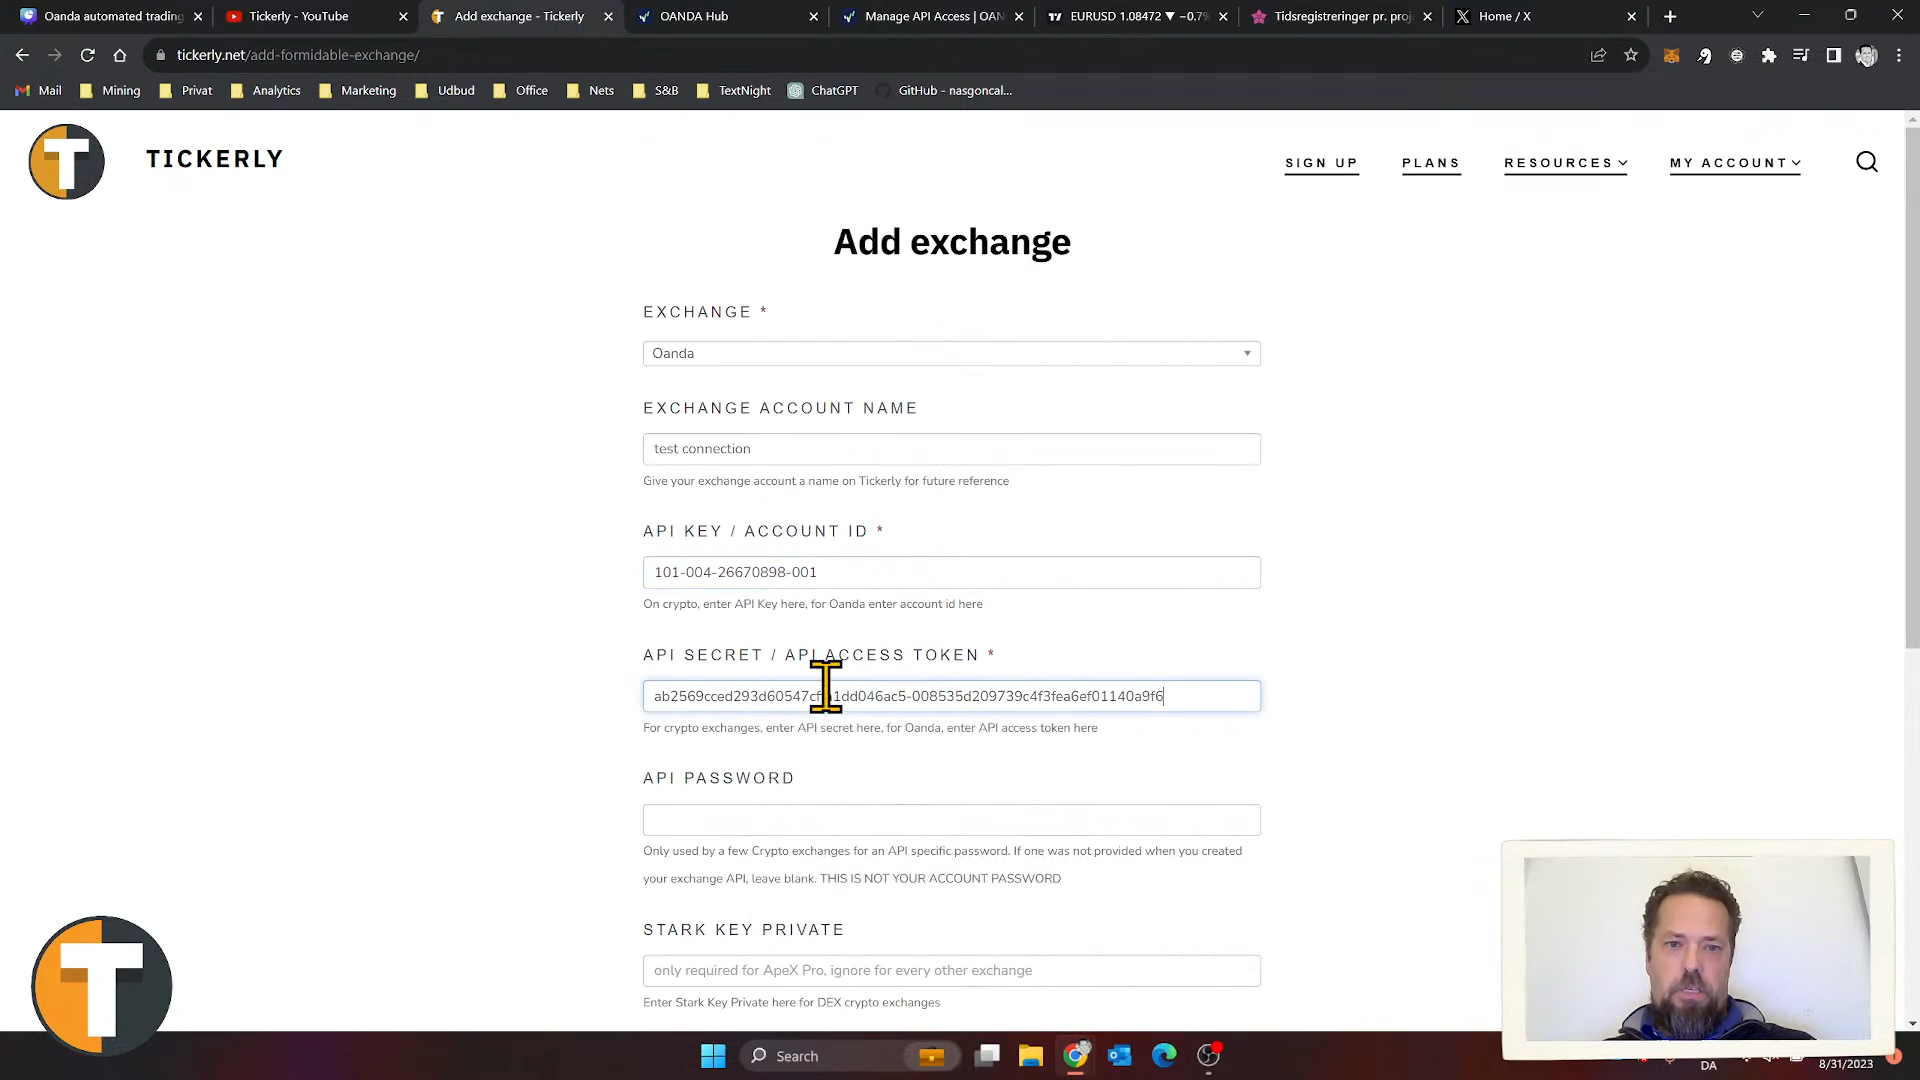 Oanda automated trading
Tickerly - YouTube
Add exchange - Tickerly
OANDA Hub
Manage API Access | OAN
EURUSD 1.08472 ▼ −0.7%
Tidsregistreringer pr. proj
Home / X
tickerly.net/add-formidable-exchange/
Mail
Mining
Privat
Analytics
Marketing
Udbud
Office
Nets
S&B
TextNight
ChatGPT
GitHub - nasgoncal...
T
TICKERLY
SIGN UP
PLANS
RESOURCES
MY ACCOUNT
Add exchange
EXCHANGE *
Oanda
EXCHANGE ACCOUNT NAME
test connection
Give your exchange account a name on Tickerly for future reference
API KEY / ACCOUNT ID *
101-004-26670898-001
On crypto, enter API Key here, for Oanda enter account id here
API SECRET / API ACCESS TOKEN *
For crypto exchanges, enter API secret here, for Oanda, enter API access token here
API PASSWORD
Only used by a few Crypto exchanges for an API specific password. If one was not provided when you created
your exchange API, leave blank. THIS IS NOT YOUR ACCOUNT PASSWORD
STARK KEY PRIVATE
only required for ApeX Pro, ignore for every other exchange
Enter Stark Key Private here for DEX crypto exchanges
T
Search
DA
8/31/2023